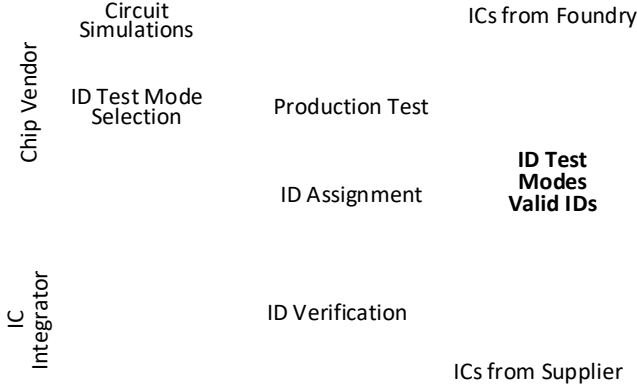 Circuit
Simulations
ICs from Foundry
Chip Vendor
ID Test Mode
Selection
Production Test
ID Test
Modes
Valid IDs
ID Assignment
IC
Integrator
ID Verification
ICs from Supplier